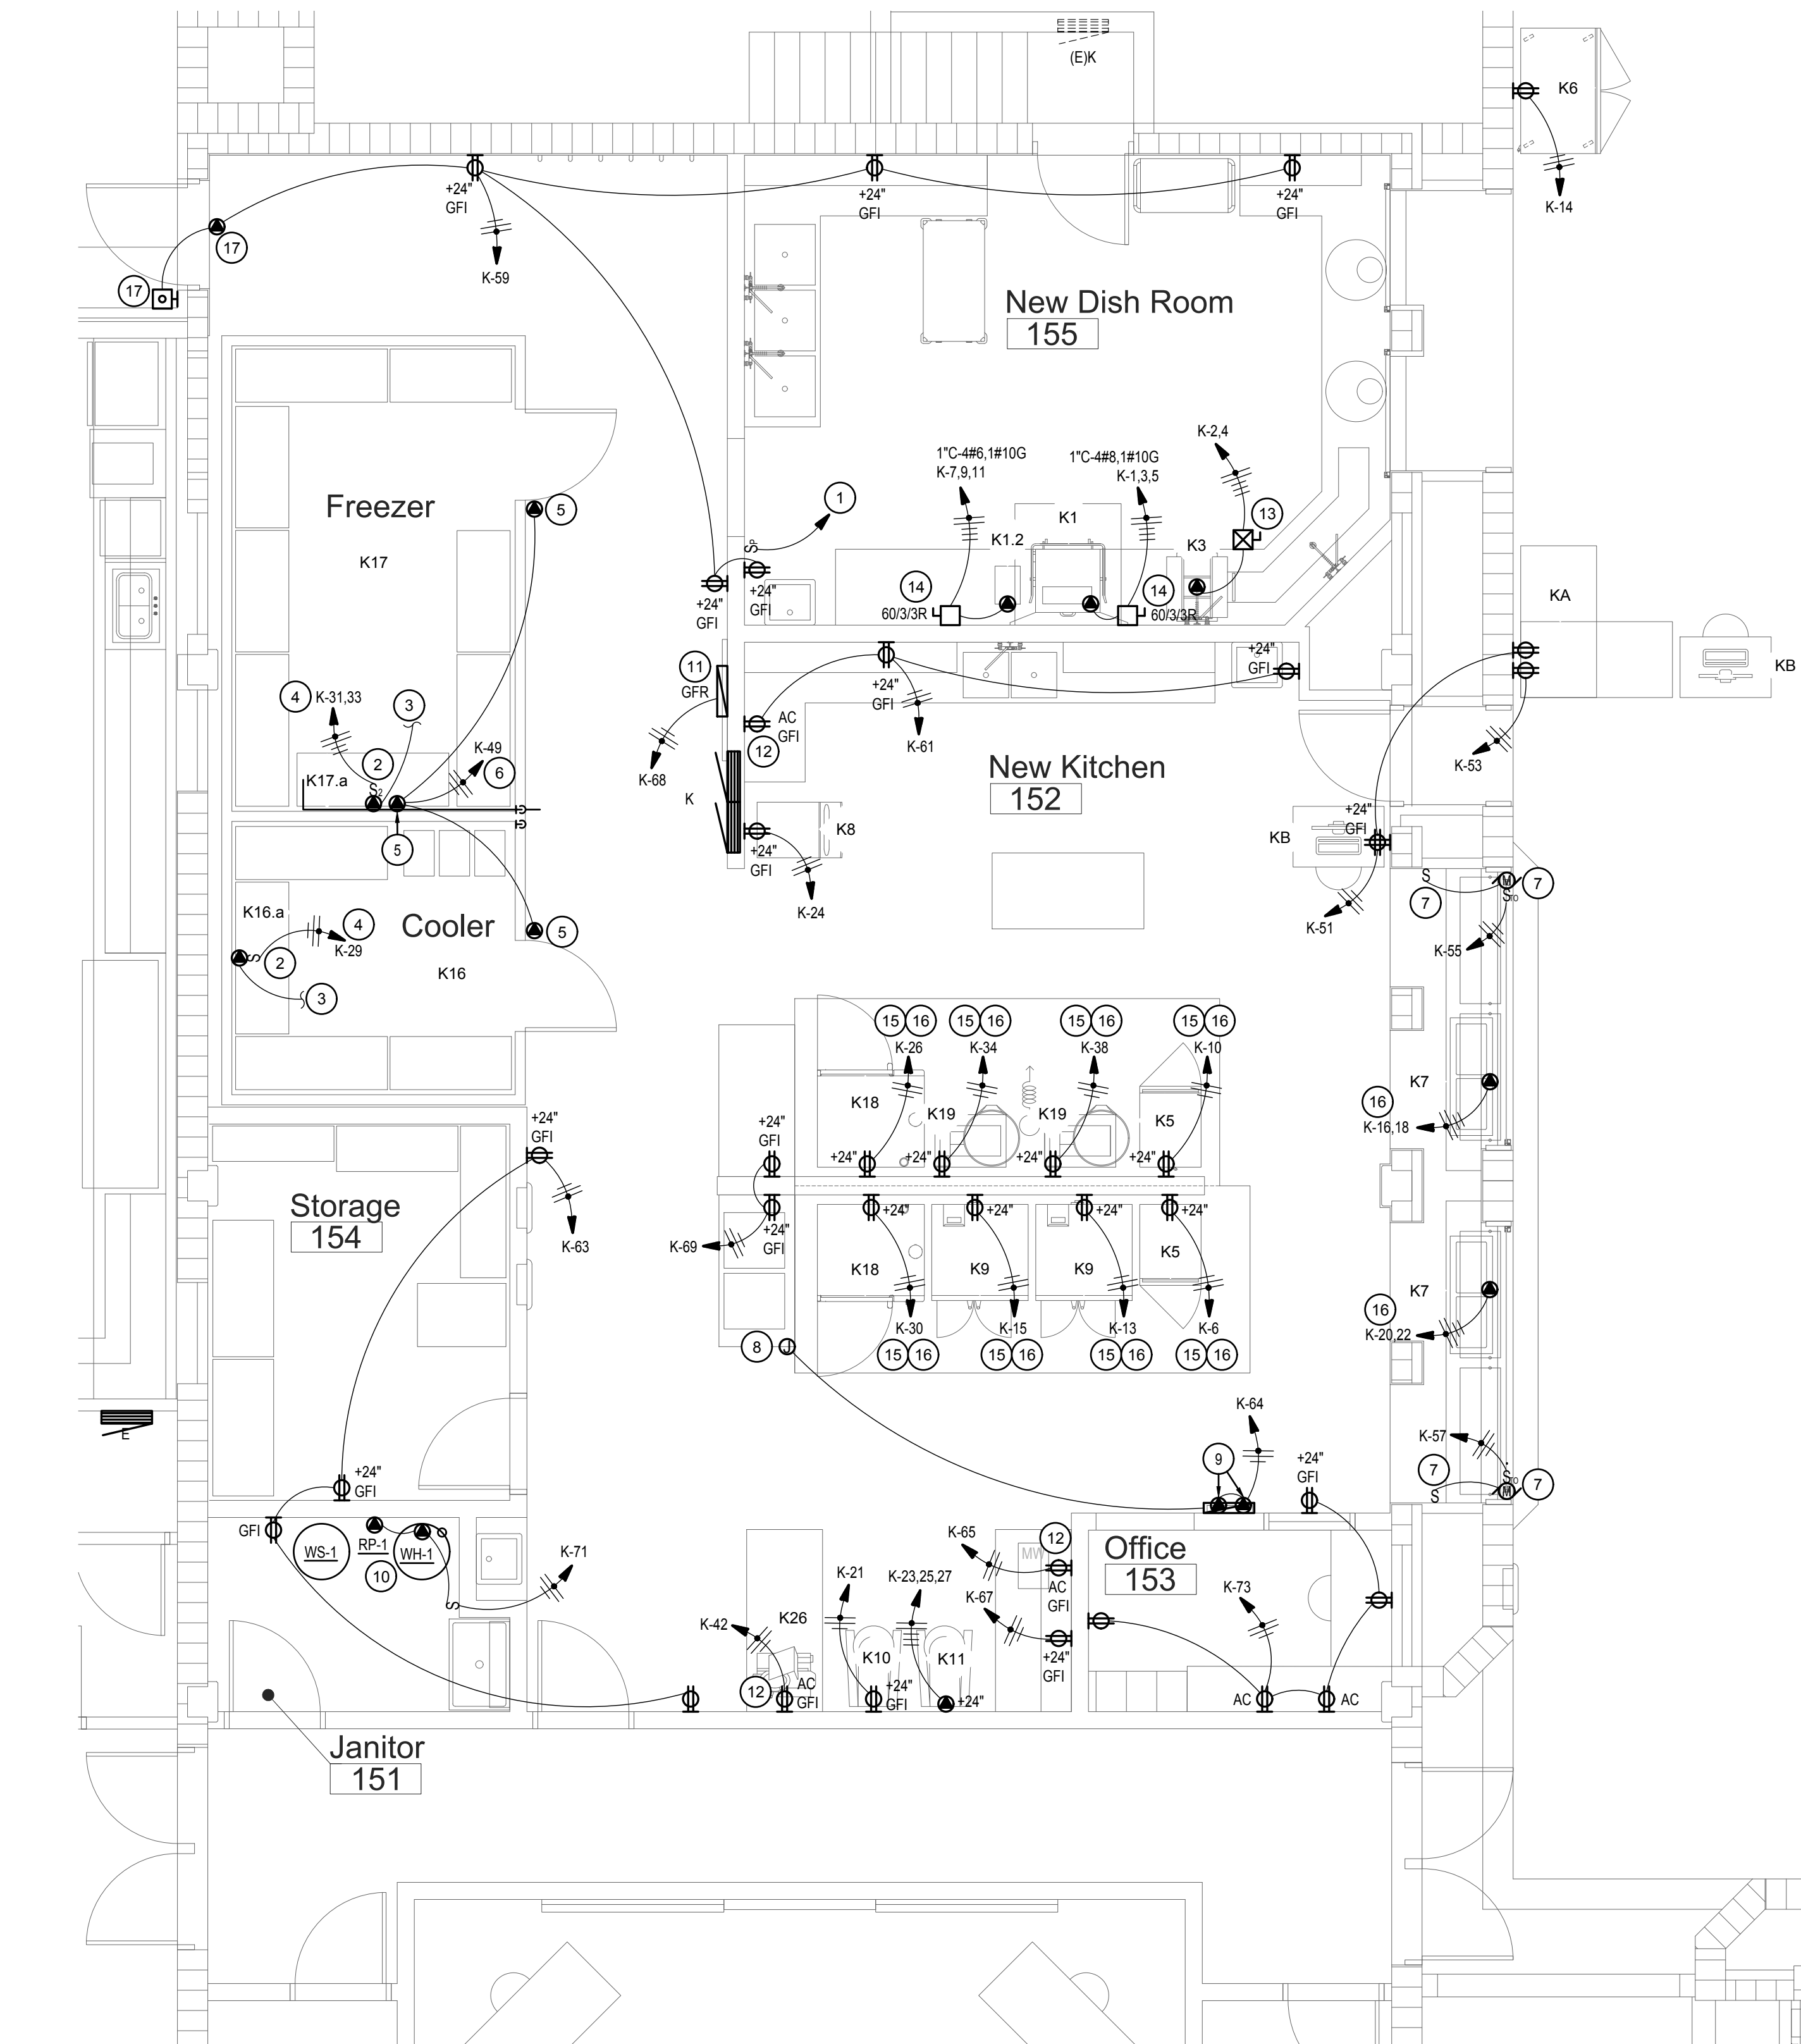 (E)K
K6
K-14
+24"
GFI
+24"
GFI
+24"
GFI
17
17
K-59
New Dish Room
155
K-2,4
1"C-4#6,1#10G
K-7,9,11
1"C-4#8,1#10G
K-1,3,5
Freezer
K17
5
1
SP
K1
K1.2
K3
13
14
60/3/3R
14
60/3/3R
+24"
GFI
+24"
GFI
KA
KB
11
GFR
+24"
GFI
+24"
GFI
AC
GFI
12
K-61
4
K-31,33
3
2
S2
K17.a
K-49
6
K-68
K
K-53
New Kitchen
152
5
K8
+24"
GFI
K-24
KB
+24"
GFI
K-51
S
7
M
7
STO
K-55
K16.a
4
K-29
S
2
3
Cooler
K16
5
15
16
K-26
15
16
K-34
15
16
K-38
15
16
K-10
K18
K19
K19
K5
+24"
GFI
+24"
+24"
+24"
+24"
K7
16
K-16,18
+24"
GFI
K-63
Storage
154
K-69
+24"
GFI
+24"
+24"
+24"
+24"
K18
K9
K9
K5
K-30
K-15
K-13
K-6
15
16
15
16
15
16
15
16
8
J
K7
16
K-20,22
E
K-64
9
+24"
GFI
K-57
7
S
STO
M
7
+24"
GFI
GFI
WS-1
RP-1
10
WH-1
S
K-71
K-65
MW
12
AC
GFI
Office
153
K-73
K-67
+24"
GFI
K-21
K-23,25,27
K-42
K26
K10
K11
12
AC
GFI
+24"
GFI
+24"
AC
AC
Janitor
151